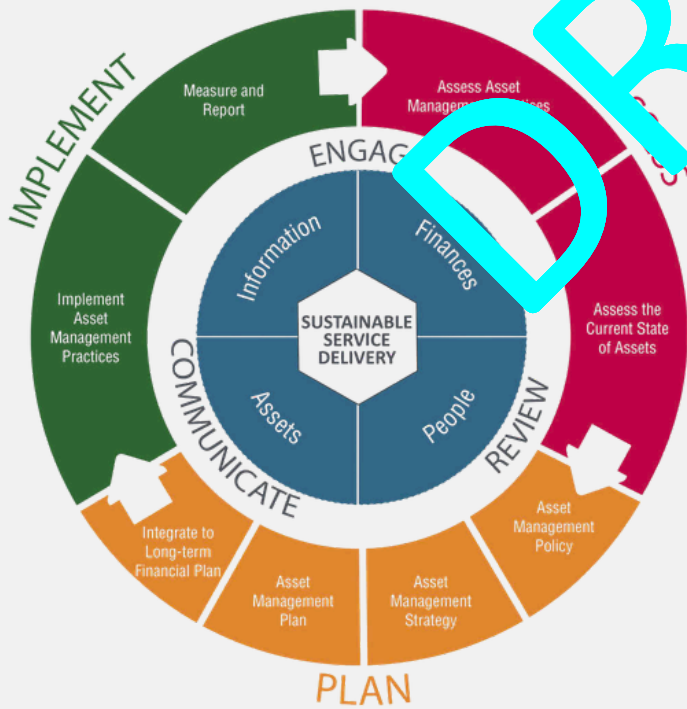 IMPLEMENT
Measure and
Report
Assess Asset
ENGAGE
Information
Finances
SUSTAINABLE
SERVICE
DELIVERY
Assets
People
COMMUNICATE
REVIEW
Implement
Asset
Management
Practices
Assess the
Current State
of Assets
Asset
Management
Policy
Asset
Management
Strategy
Asset
Management
Plan
Integrate to
Long-term
Financial Plan
PLAN